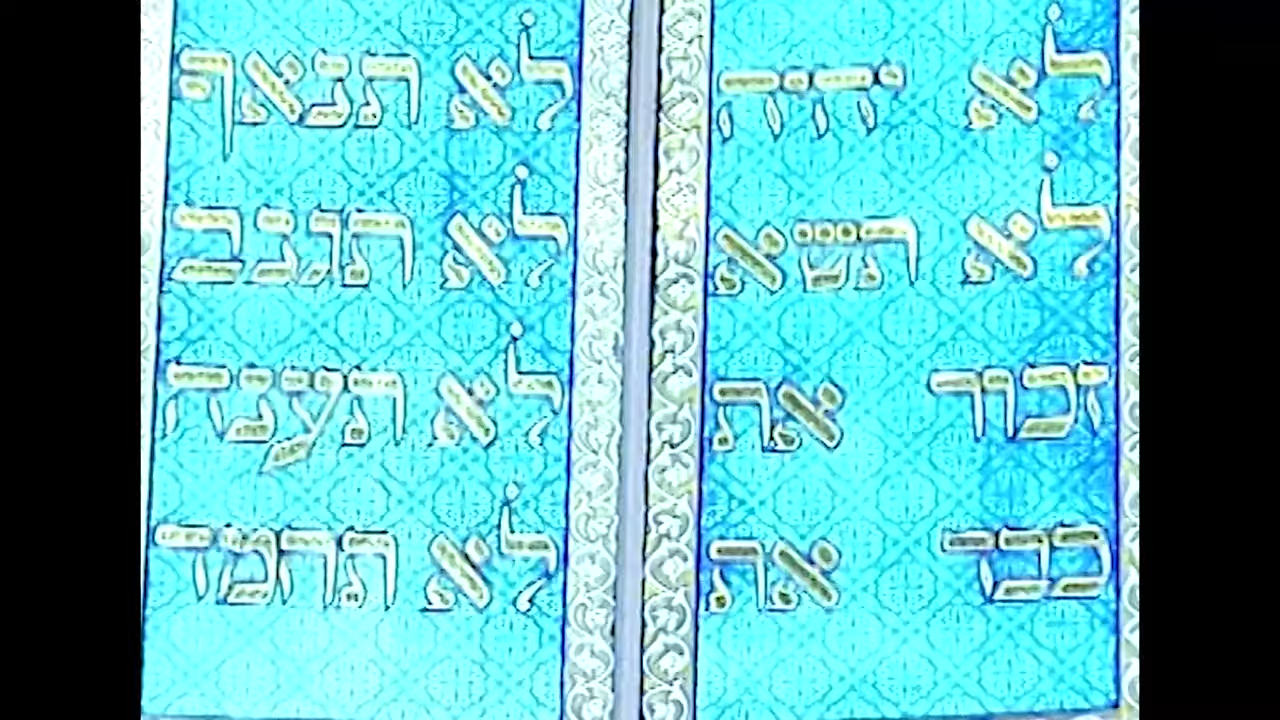 לא יהיה
לא תשא
זכור את
כבד את
לא תנאף
לא תגנב
לא תענה
לא תחמד